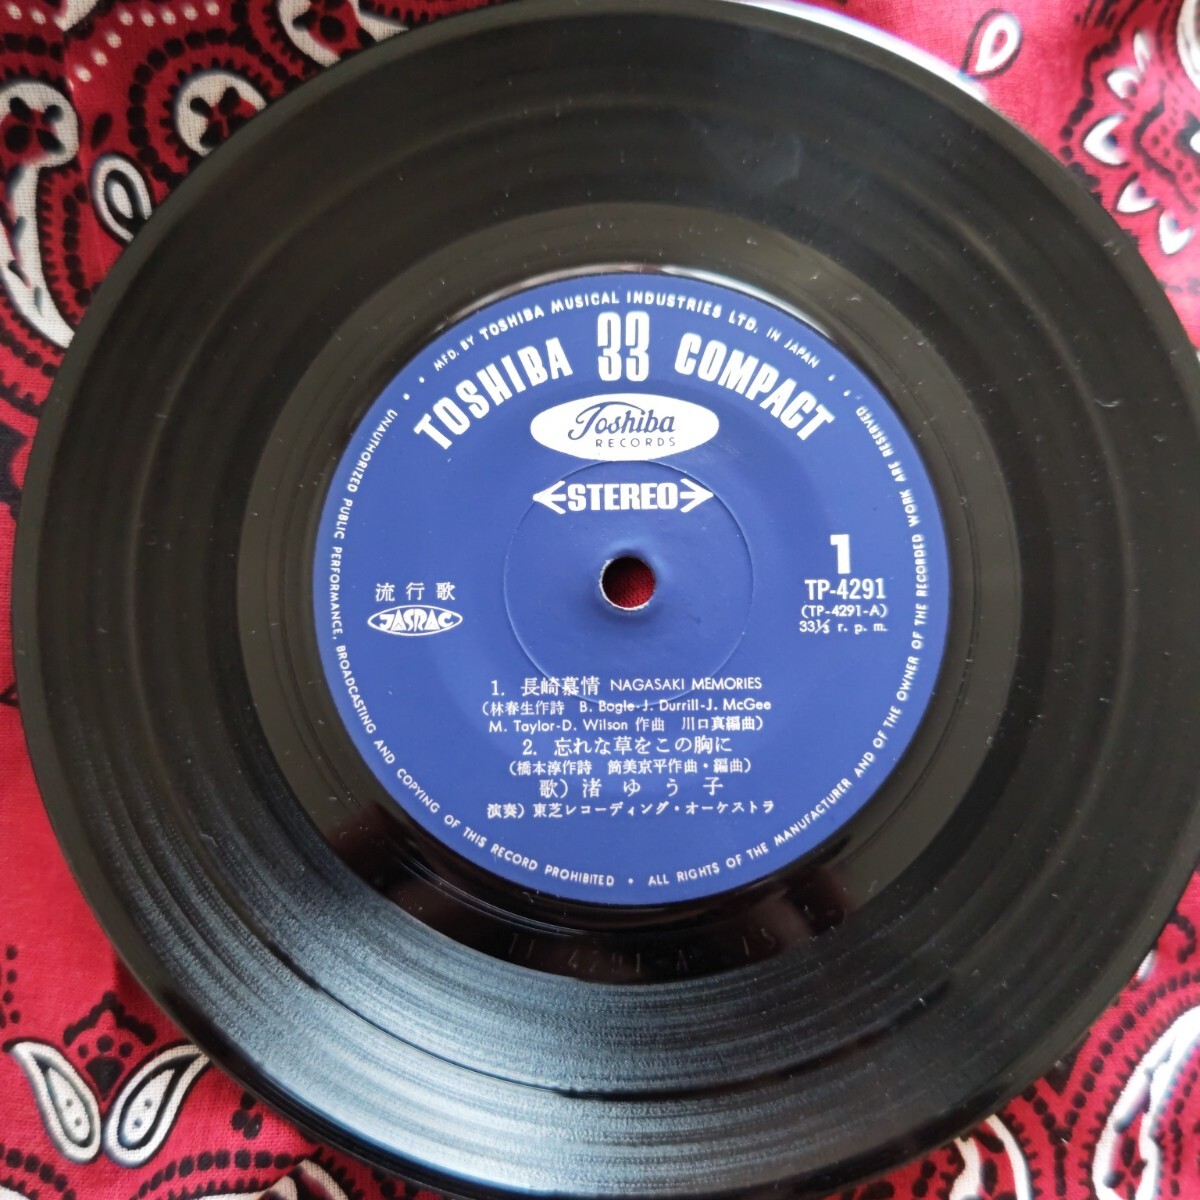 • MFD. BY TOSHIBA MUSICAL INDUSTRIES LTD. IN JAPAN •
TOSHIBA 33 COMPACT
Toshiba
RECORDS
STEREO
1
TP-4291
(TP-4291-A)
33⅓ r. p. m.
流行歌
JASRAC
1. 長崎慕情 NAGASAKI MEMORIES
(林春生作詩 B. Bogle-J. Durrill-J. McGee
M. Taylor-D. Wilson 作曲 川口真編曲)
2. 忘れな草をこの胸に
(橋本淳作詩 筒美京平作曲・編曲)
歌) 渚ゆう子
演奏) 東芝レコーディング・オーケストラ
UNAUTHORIZED PUBLIC PERFORMANCE, BROADCASTING AND COPYING OF THIS RECORD PROHIBITED • ALL RIGHTS OF THE MANUFACTURER AND OF THE OWNER OF THE RECORDED WORK ARE RESERVED